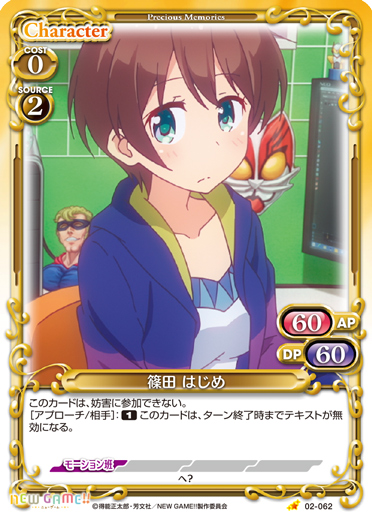 Precious Memories
Character
COST
0
SOURCE
2
60 AP
DP 60
篠田 はじめ
このカードは、妨害に参加できない。
[アプローチ/相手]:1このカードは、ターン終了時までテキストが無
効になる。
モーション班
へ?
NEW GAME!!
©得能正太郎・芳文社/NEW GAME!!製作委員会
02-062